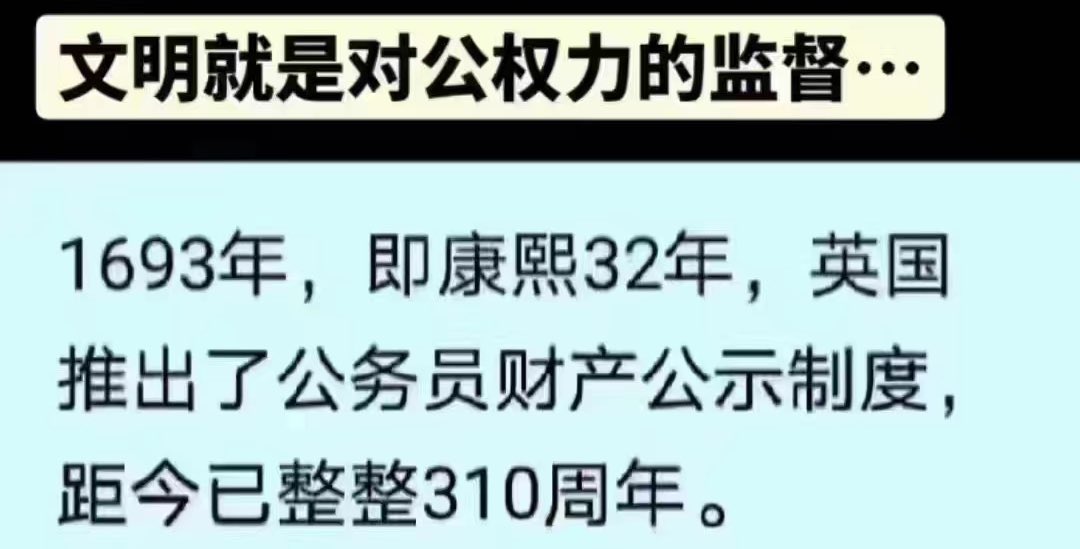 文明就是对公权力的监督…
1693年，即康熙32年，英国
推出了公务员财产公示制度，
距今已整整310周年。